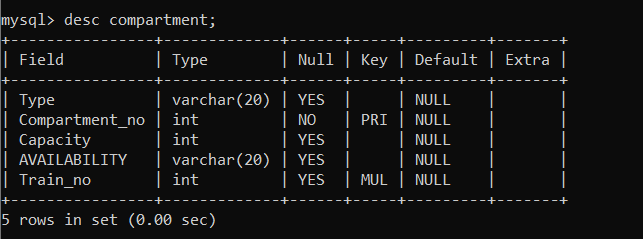 mysql> desc compartment;
+----------------+-------------+------+-----+---------+-------+
| Field          | Type        | Null | Key | Default | Extra |
+----------------+-------------+------+-----+---------+-------+
| Type           | varchar(20) | YES  |     | NULL    |       |
| Compartment_no | int         | NO   | PRI | NULL    |       |
| Capacity       | int         | YES  |     | NULL    |       |
| AVAILABILITY   | varchar(20) | YES  |     | NULL    |       |
| Train_no       | int         | YES  | MUL | NULL    |       |
+----------------+-------------+------+-----+---------+-------+
5 rows in set (0.00 sec)